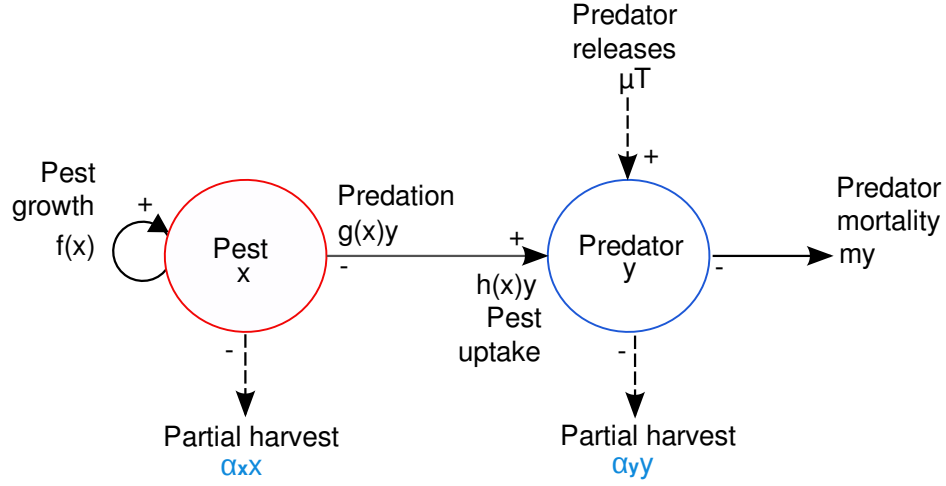 Predator
releases
μT
+
Pest
growth
f(x)
+
Pest
x
Predation
g(x)y
-
+
h(x)y
Pest
uptake
Predator
y
-
Predator
mortality
my
-
Partial harvest
αxx
-
Partial harvest
αyy